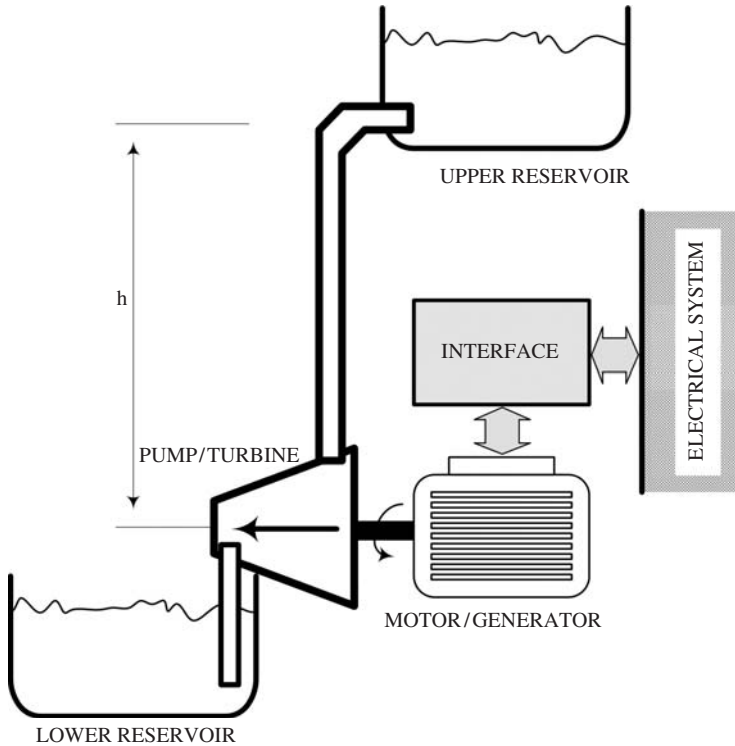 UPPER RESERVOIR
h
INTERFACE
ELECTRICAL SYSTEM
PUMP/TURBINE
MOTOR/GENERATOR
LOWER RESERVOIR